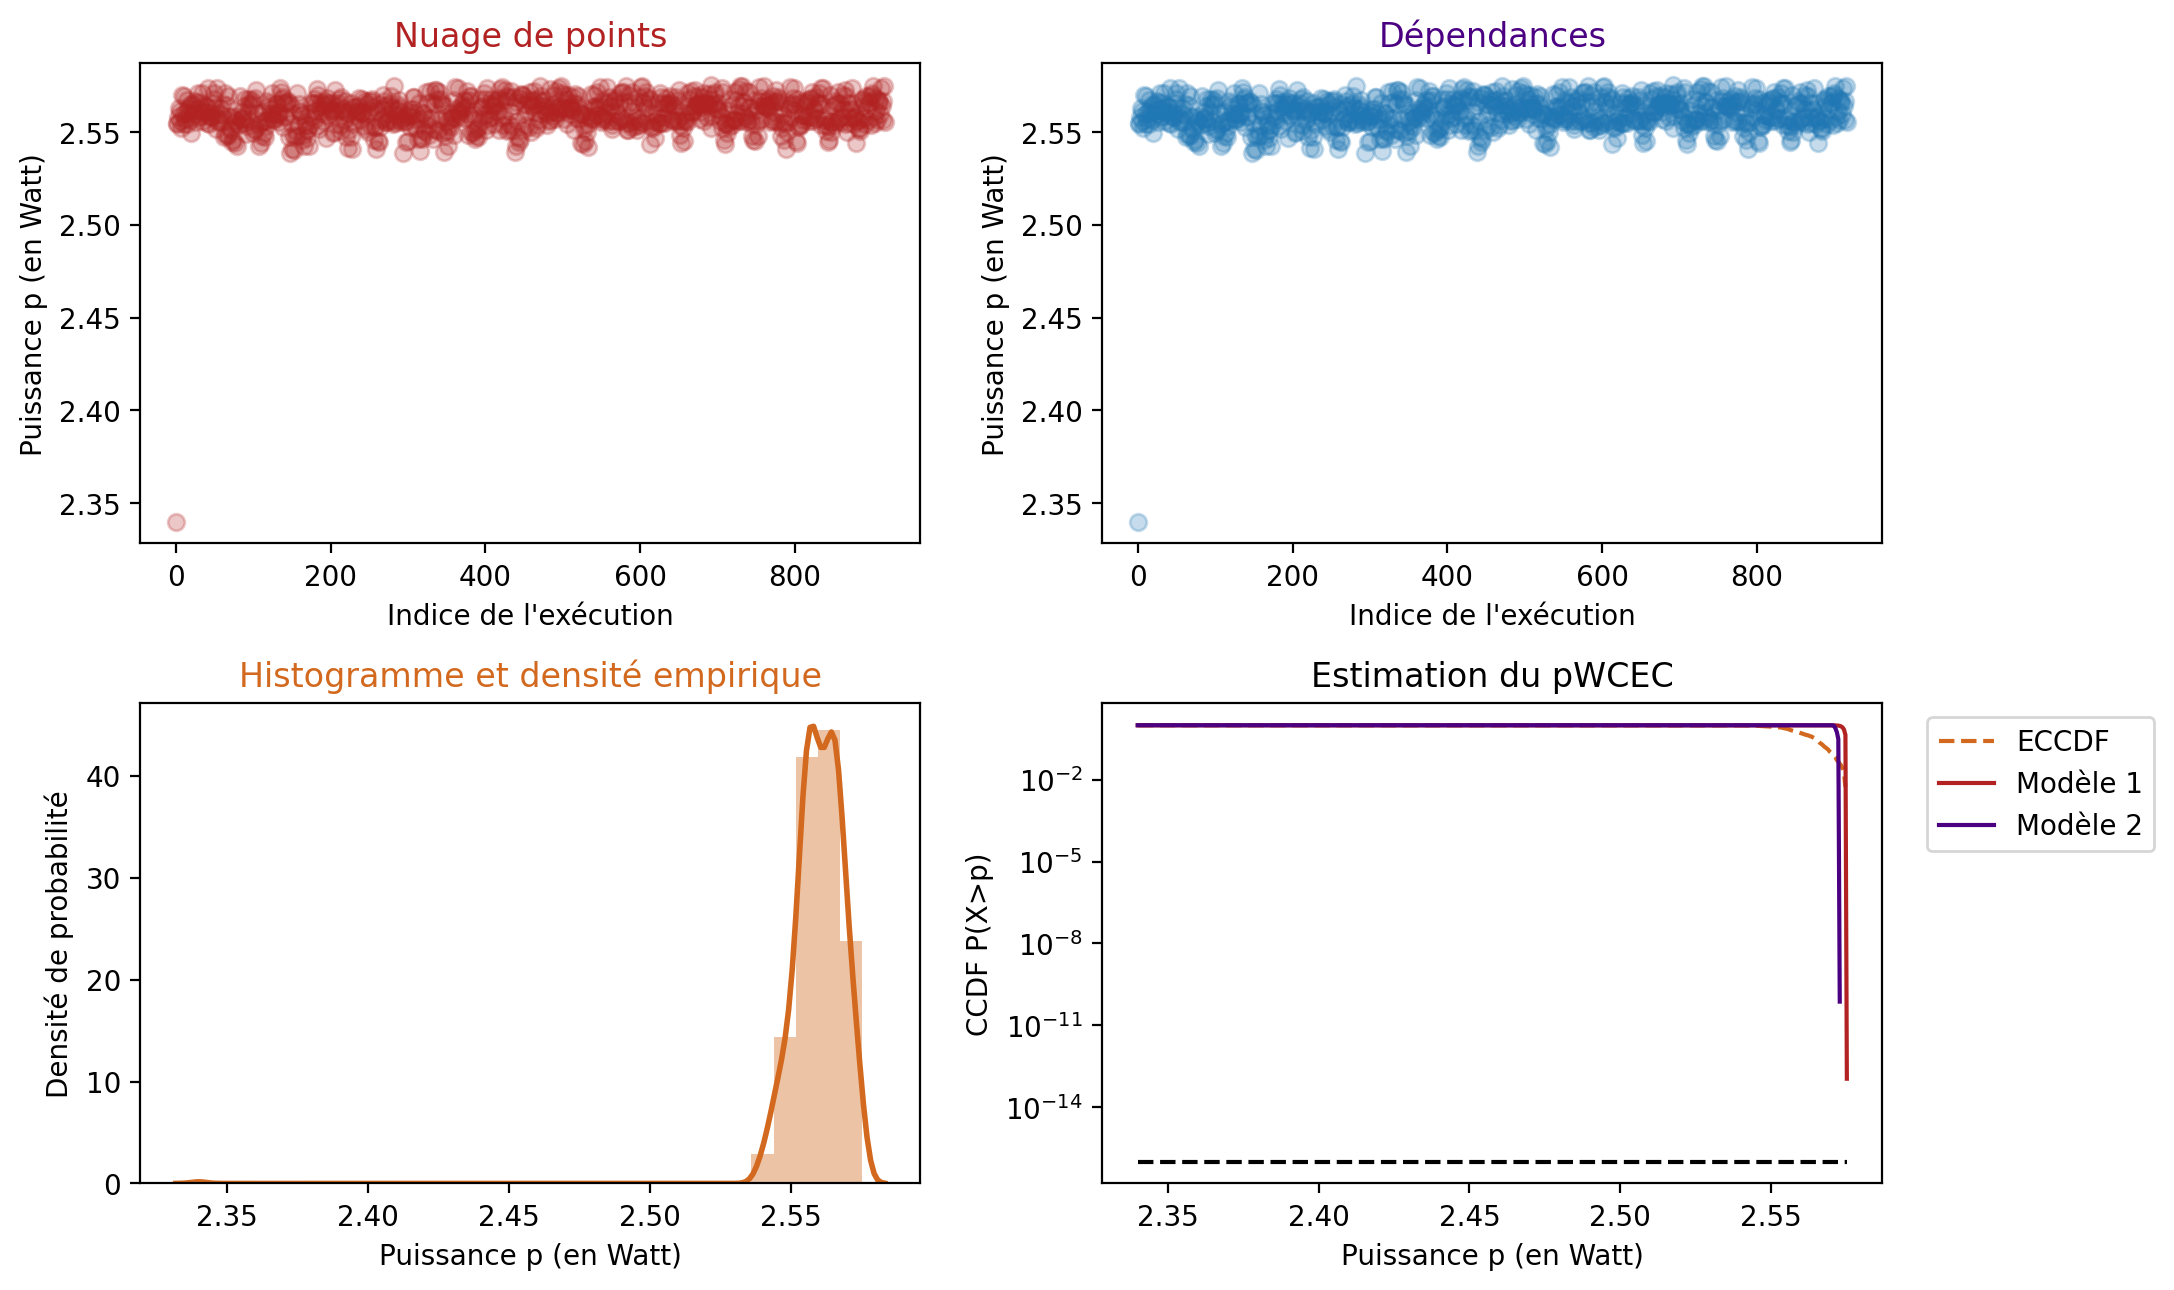 Nuage de points
Puissance p (en Watt)
2.55
2.50
2.45
2.40
2.35
0 200 400 600 800
Indice de l'exécution
Dépendances
Puissance p (en Watt)
2.55
2.50
2.45
2.40
2.35
0 200 400 600 800
Indice de l'exécution
Histogramme et densité empirique
Densité de probabilité
40
30
20
10
0
2.35 2.40 2.45 2.50 2.55
Puissance p (en Watt)
Estimation du pWCEC
CCDF P(X>p)
10⁻²
10⁻⁵
10⁻⁸
10⁻¹¹
10⁻¹⁴
2.35 2.40 2.45 2.50 2.55
Puissance p (en Watt)
ECCDF
Modèle 1
Modèle 2